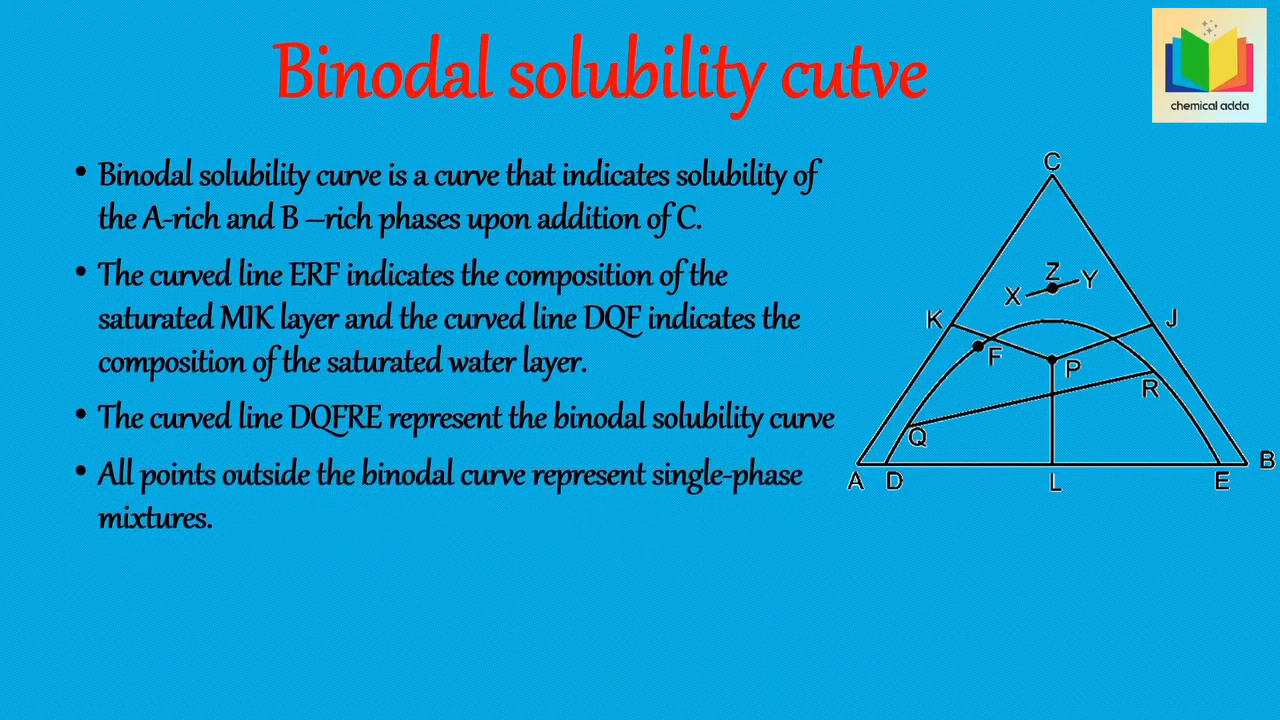 Binodal solubility cutve
chemical adda
• Binodal solubility curve is a curve that indicates solubility of
the A-rich and B –rich phases upon addition of C.
• The curved line ERF indicates the composition of the
saturated MIK layer and the curved line DQF indicates the
composition of the saturated water layer.
• The curved line DQFRE represent the binodal solubility curve
• All points outside the binodal curve represent single-phase
mixtures.
C
Z
X
Y
K
J
F
P
R
Q
A
D
L
E
B